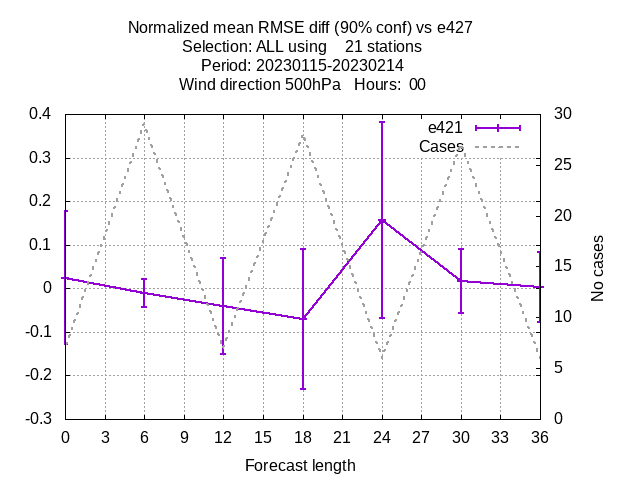 Normalized mean RMSE diff (90% conf) vs e427
Selection: ALL using    21 stations
Period: 20230115-20230214
Wind direction 500hPa   Hours:  00
0.4
0.3
0.2
0.1
0
-0.1
-0.2
-0.3
30
25
20
15
10
5
0
e421
Cases
No cases
0 3 6 9 12 15 18 21 24 27 30 33 36
Forecast length